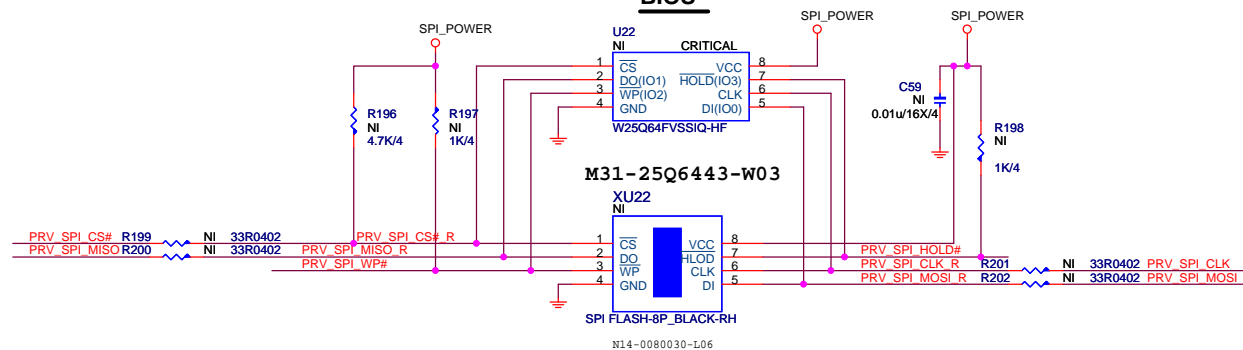 BIOS
SPI_POWER
SPI_POWER
SPI_POWER
U22
NI
CRITICAL
1 CS VCC 8
2 DO(IO1) HOLD(IO3) 7
3 WP(IO2) CLK 6
4 GND DI(IO0) 5
W25Q64FVSSIQ-HF
R196
NI
4.7K/4
R197
NI
1K/4
C59
NI
0.01u/16X/4
R198
NI
1K/4
M31-25Q6443-W03
XU22
NI
1 CS VCC 8
2 DO HLOD 7
3 WP CLK 6
4 GND DI 5
SPI FLASH-8P_BLACK-RH
N14-0080030-L06
PRV_SPI_CS# R199 NI 33R0402 PRV_SPI_CS#_R
PRV_SPI_MISO R200 NI 33R0402 PRV_SPI_MISO_R
PRV_SPI_WP#
PRV_SPI_HOLD#
PRV_SPI_CLK_R R201 NI 33R0402 PRV_SPI_CLK
PRV_SPI_MOSI_R R202 NI 33R0402 PRV_SPI_MOSI